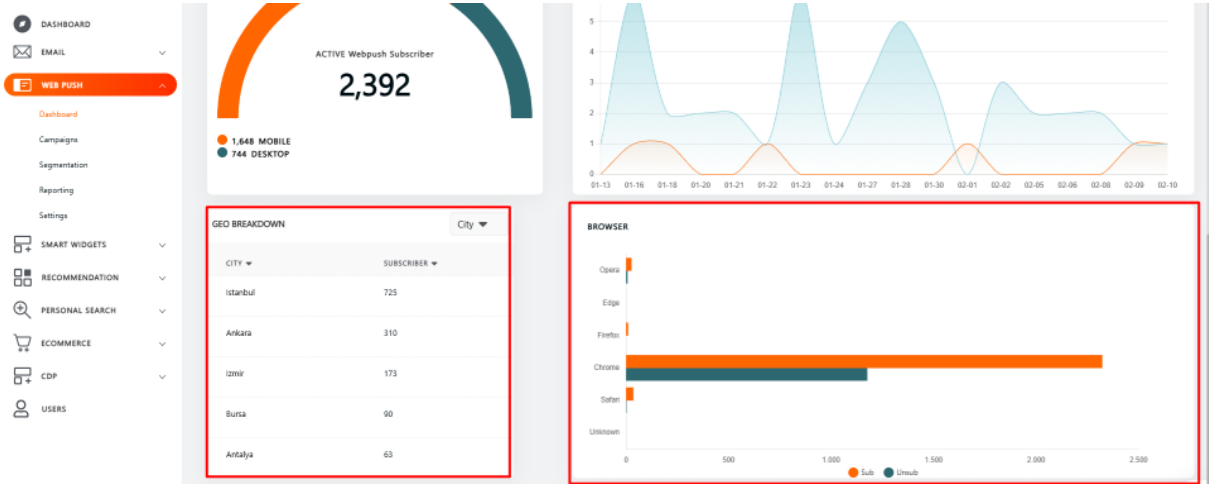 DASHBOARD
EMAIL
WEB PUSH
Dashboard
Campaigns
Segmentation
Reporting
Settings
SMART WIDGETS
RECOMMENDATION
PERSONAL SEARCH
ECOMMERCE
CDP
USERS
ACTIVE Webpush Subscriber
2,392
1,648 MOBILE
744 DESKTOP
5
4
3
2
1
0
01-13 01-16 01-18 01-20 01-21 01-22 01-23 01-24 01-27 01-28 01-30 02-01 02-02 02-05 02-06 02-08 02-09 02-10
GEO BREAKDOWN City
CITY SUBSCRIBER
Istanbul 725
Ankara 310
Izmir 173
Bursa 90
Antalya 63
BROWSER
Opera
Edge
Firefox
Chrome
Safari
Unknown
0 500 1.000 1.500 2.000 2.500
Sub Unsub